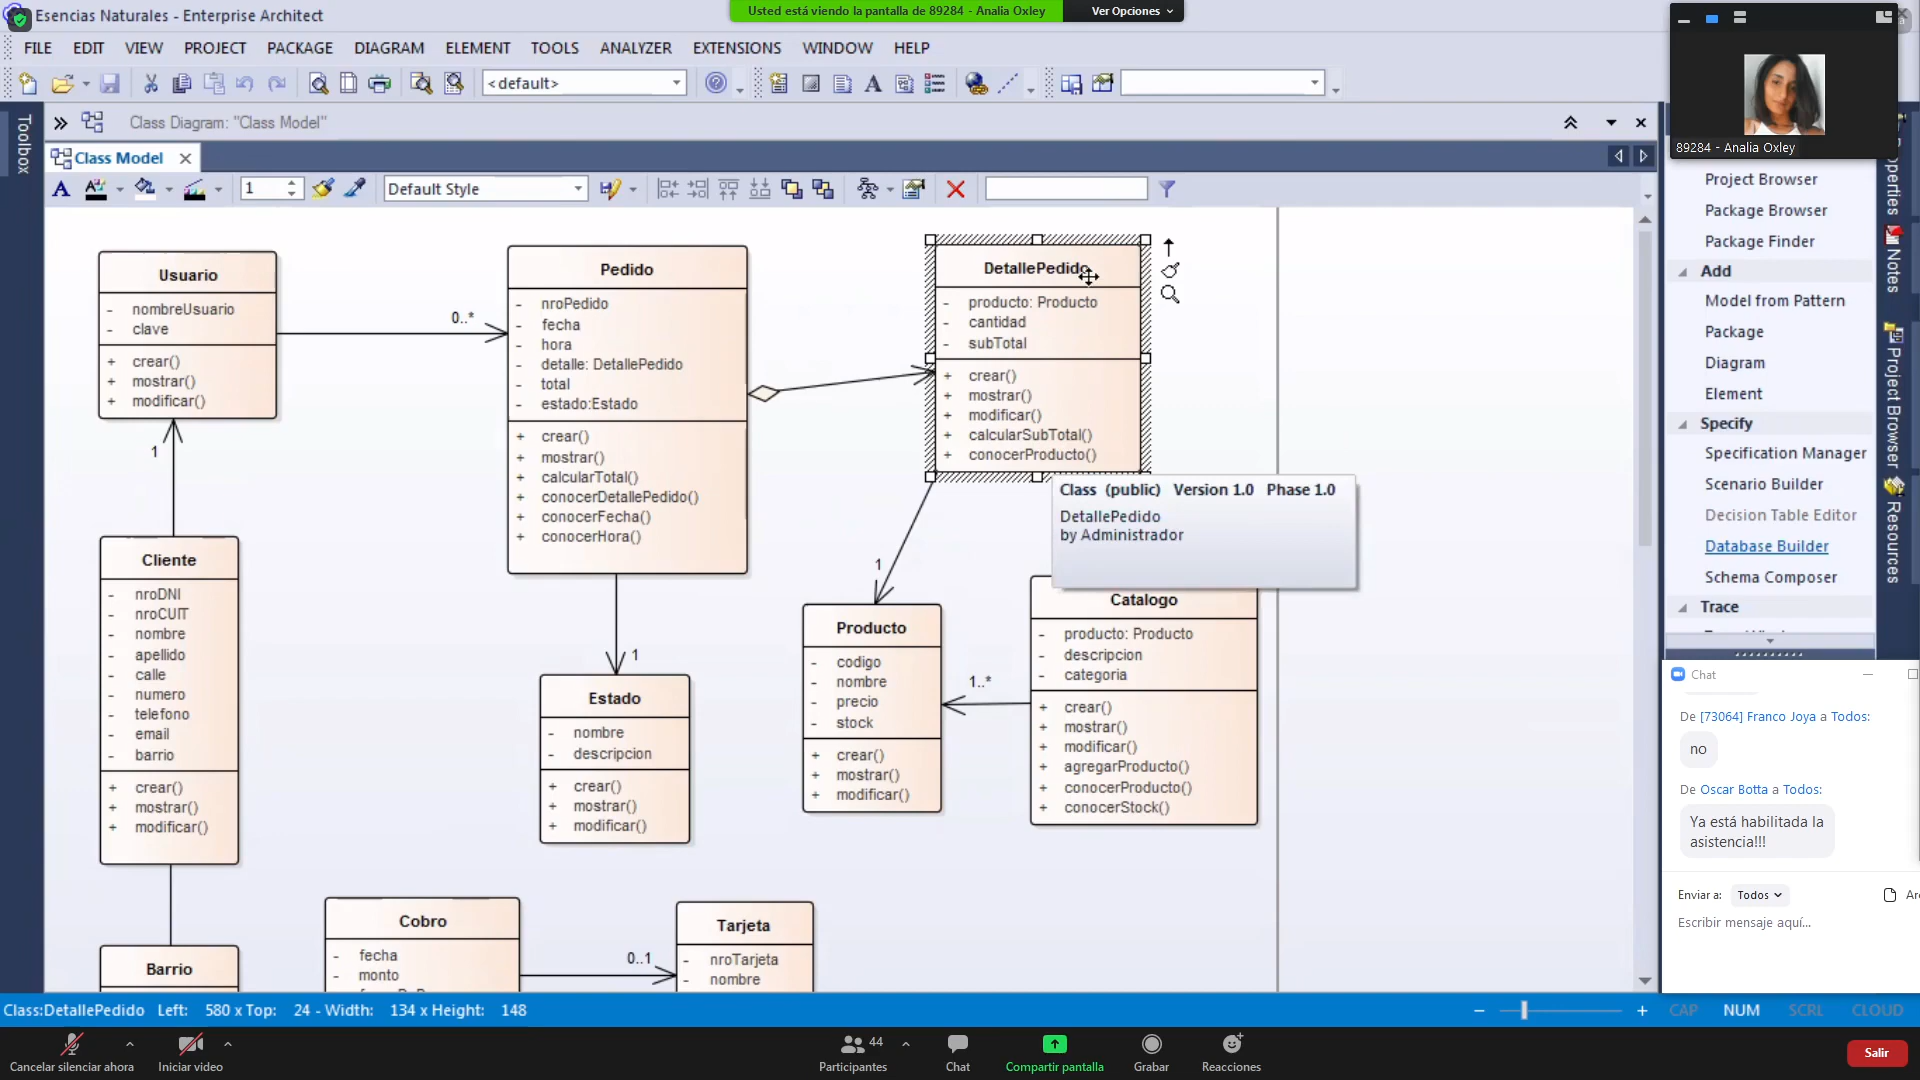 Esencias Naturales - Enterprise Architect
Usted está viendo la pantalla de 89284 - Analia Oxley
Ver Opciones
FILE EDIT VIEW PROJECT PACKAGE DIAGRAM ELEMENT TOOLS ANALYZER EXTENSIONS WINDOW HELP
<default>
Toolbox
Class Diagram: "Class Model"
Class Model
1
Default Style
Usuario
- nombreUsuario
- clave
+ crear()
+ mostrar()
+ modificar()
0..*
Pedido
- nroPedido
- fecha
- hora
- detalle: DetallePedido
- total
- estado:Estado
+ crear()
+ mostrar()
+ calcularTotal()
+ conocerDetallePedido()
+ conocerFecha()
+ conocerHora()
DetallePedido
- producto: Producto
- cantidad
- subTotal
+ crear()
+ mostrar()
+ modificar()
+ calcularSubTotal()
+ conocerProducto()
Class (public) Version 1.0 Phase 1.0
DetallePedido
by Administrador
1
Cliente
- nroDNI
- nroCUIT
- nombre
- apellido
- calle
- numero
- telefono
- email
- barrio
+ crear()
+ mostrar()
+ modificar()
1
Estado
- nombre
- descripcion
+ crear()
+ mostrar()
+ modificar()
1
Producto
- codigo
- nombre
- precio
- stock
+ crear()
+ mostrar()
+ modificar()
1..*
Catalogo
- producto: Producto
- descripcion
- categoria
+ crear()
+ mostrar()
+ modificar()
+ agregarProducto()
+ conocerProducto()
+ conocerStock()
Barrio
Cobro
- fecha
- monto
0..1
Tarjeta
- nroTarjeta
- nombre
89284 - Analia Oxley
Project Browser
Package Browser
Package Finder
Add
Model from Pattern
Package
Diagram
Element
Specify
Specification Manager
Scenario Builder
Decision Table Editor
Database Builder
Schema Composer
Trace
Properties
Notes
Project Browser
Resources
Chat
De [73064] Franco Joya a Todos:
no
De Oscar Botta a Todos:
Ya está habilitada la
asistencia!!!
Enviar a: Todos
Escribir mensaje aquí...
Class:DetallePedido Left: 580 x Top: 24 - Width: 134 x Height: 148
CAP NUM SCRL CLOUD
Cancelar silenciar ahora
Iniciar video
44
Participantes
Chat
Compartir pantalla
Grabar
Reacciones
Salir